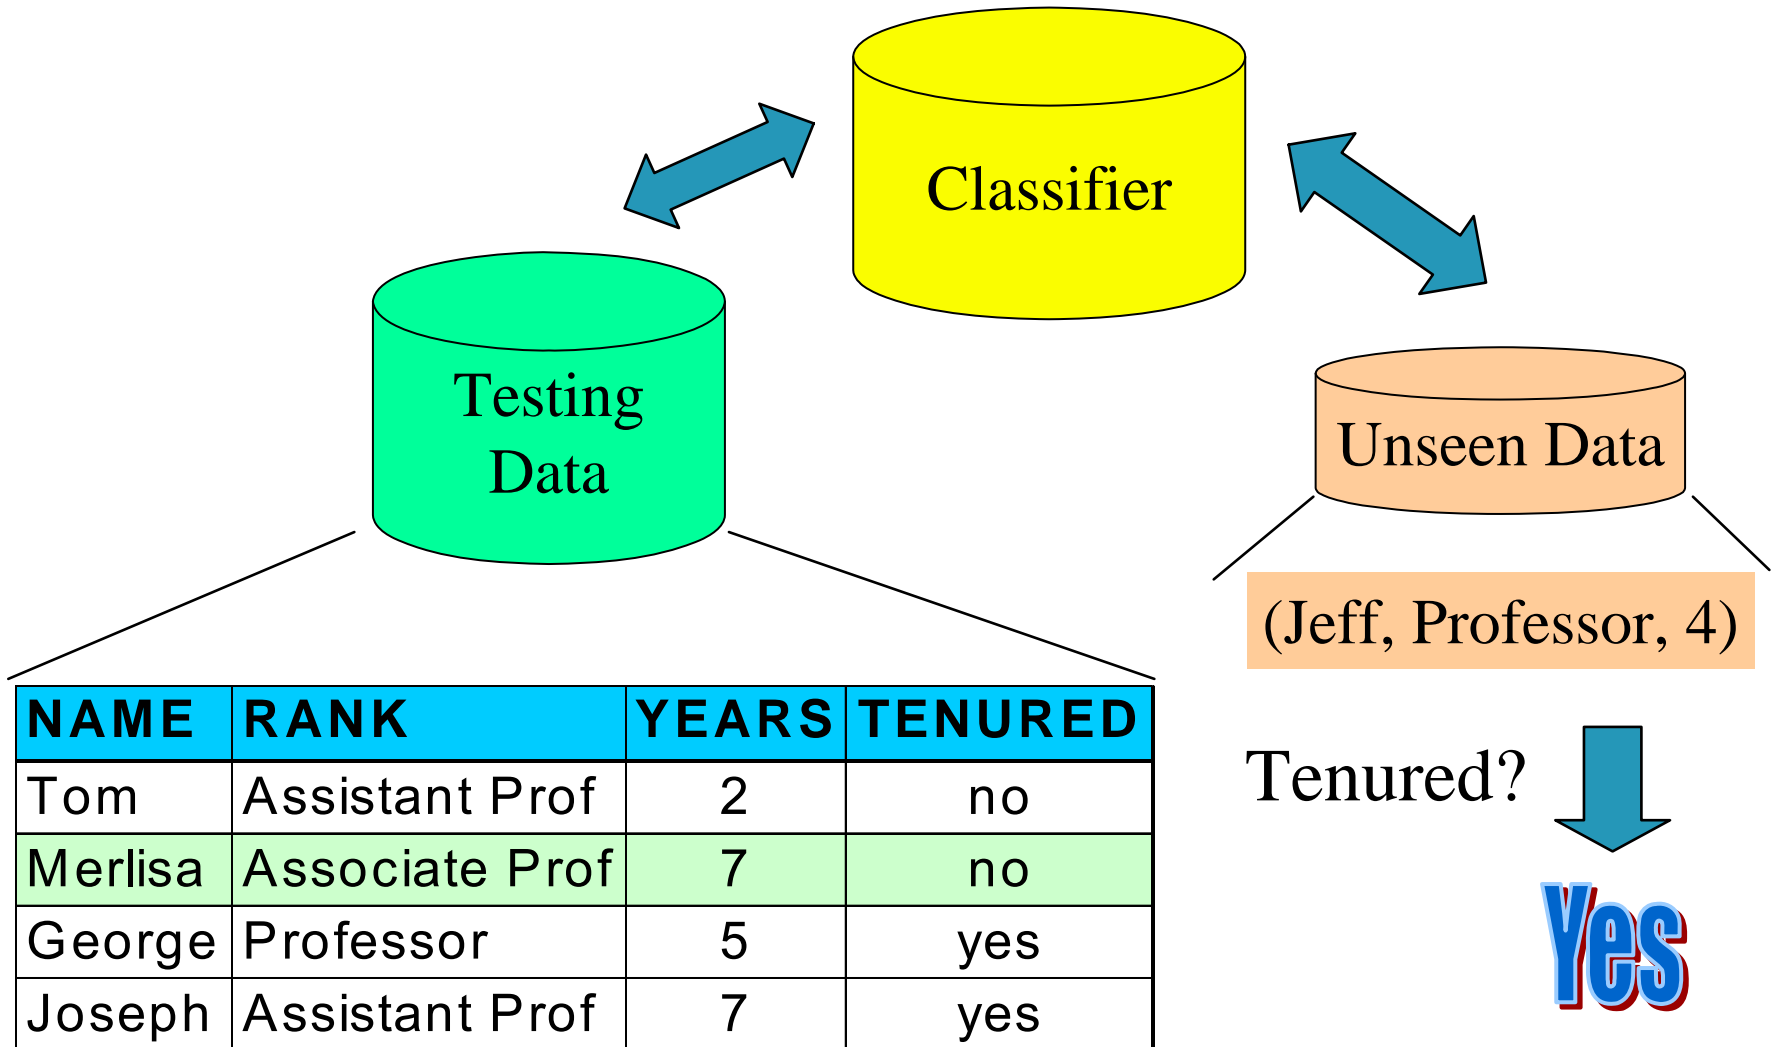 Classifier
Testing
Data
Unseen Data
(Jeff, Professor, 4)
NAME RANK YEARS TENURED
Tom Assistant Prof 2 no
Merlisa Associate Prof 7 no
George Professor 5 yes
Joseph Assistant Prof 7 yes
Tenured?
Yes